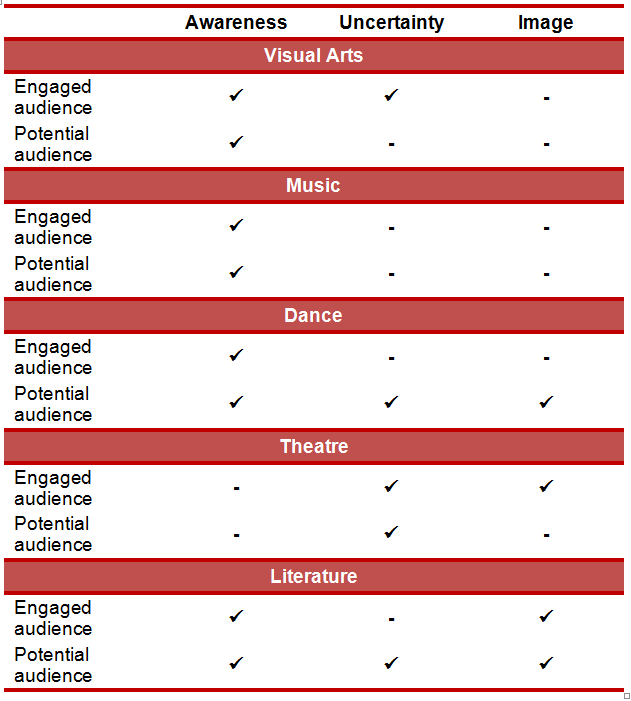 Awareness Uncertainty Image
Visual Arts
Engaged
audience ✓ ✓ -
Potential
audience ✓ - -
Music
Engaged
audience ✓ - -
Potential
audience ✓ - -
Dance
Engaged
audience ✓ - -
Potential
audience ✓ ✓ ✓
Theatre
Engaged
audience - ✓ ✓
Potential
audience - ✓ -
Literature
Engaged
audience ✓ - ✓
Potential
audience ✓ ✓ ✓